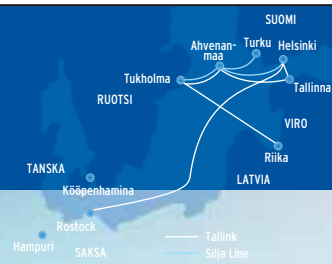 SUOMI
Ahvenan-
maa
Turku
Helsinki
Tukholma
Tallinna
RUOTSI
VIRO
Riika
TANSKA
LATVIA
Kööpenhamina
Rostock
Hampuri
SAKSA
Tallink
Silja Line